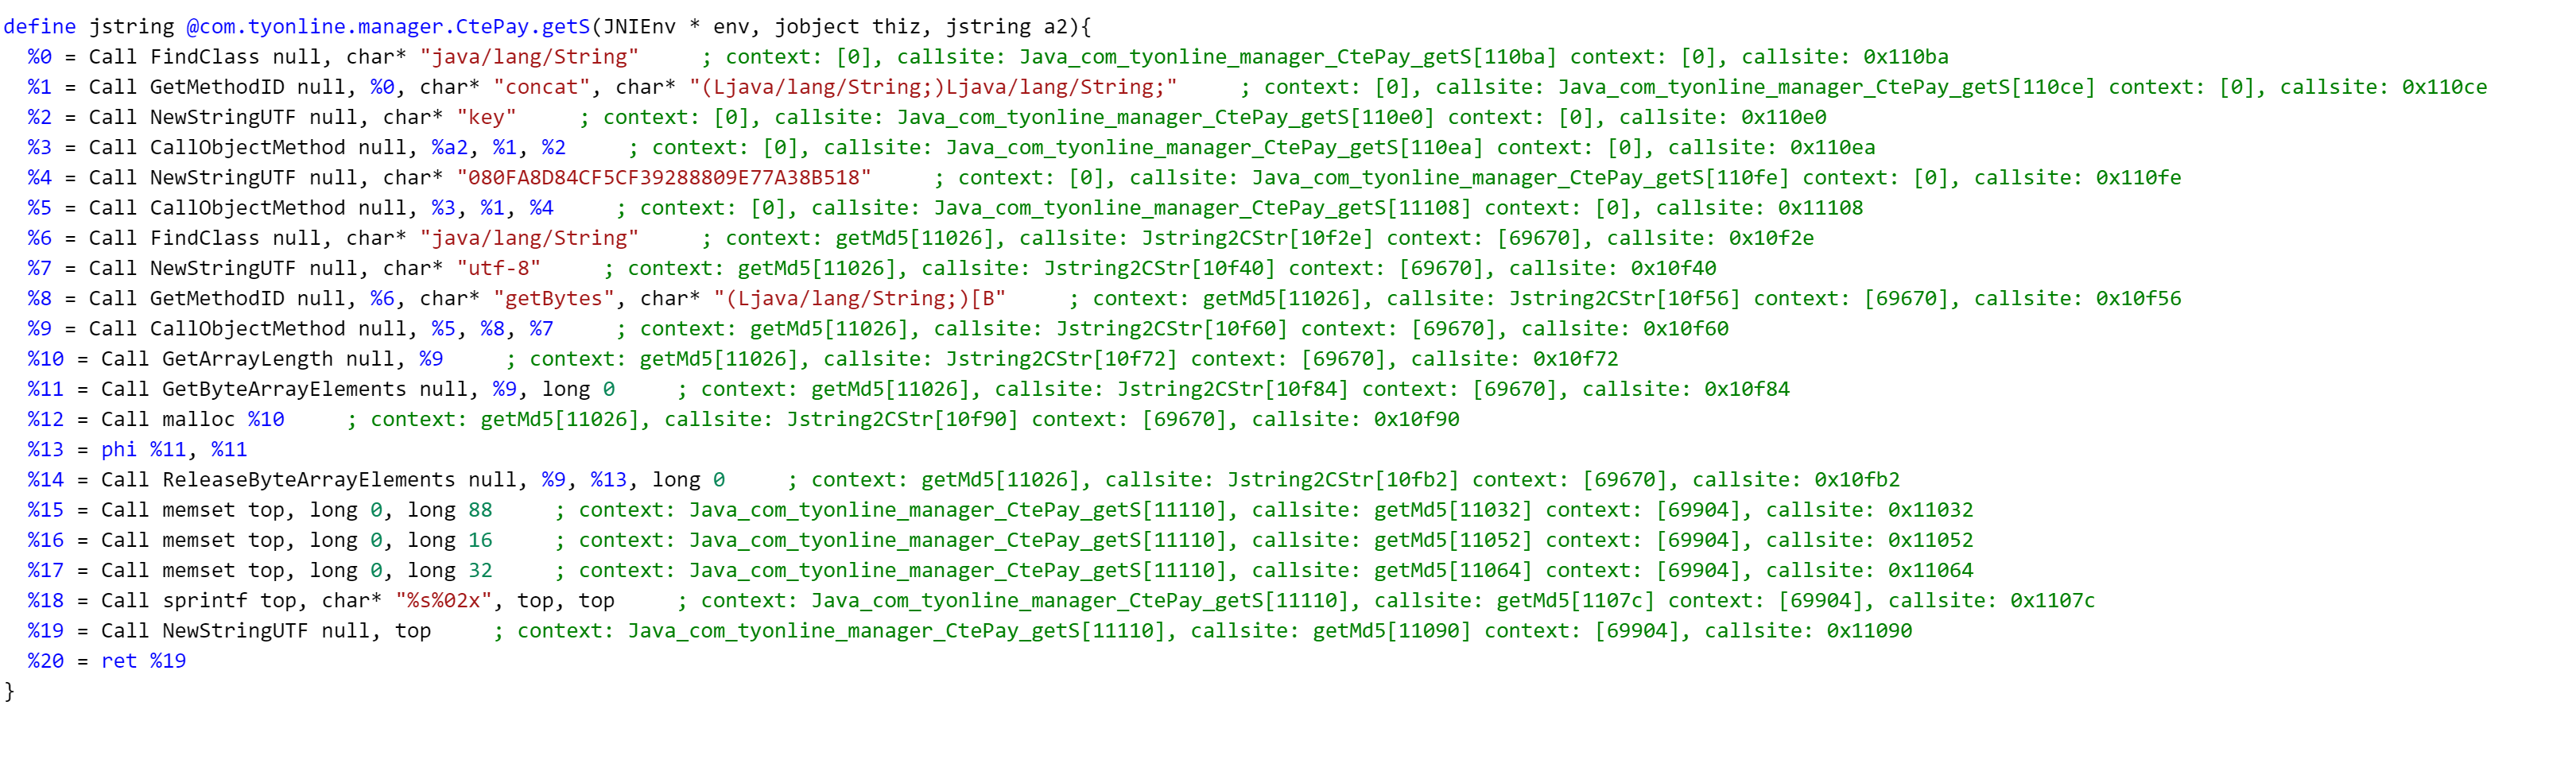 define jstring @com.tyonline.manager.CtePay.getS(JNIEnv * env, jobject thiz, jstring a2){
%0 = Call FindClass null, char* "java/lang/String" ; context: [0], callsite: Java_com_tyonline_manager_CtePay_getS[110ba] context: [0], callsite: 0x110ba
%1 = Call GetMethodID null, %0, char* "concat", char* "(Ljava/lang/String;)Ljava/lang/String;" ; context: [0], callsite: Java_com_tyonline_manager_CtePay_getS[110ce] context: [0], callsite: 0x110ce
%2 = Call NewStringUTF null, char* "key" ; context: [0], callsite: Java_com_tyonline_manager_CtePay_getS[110e0] context: [0], callsite: 0x110e0
%3 = Call CallObjectMethod null, %a2, %1, %2 ; context: [0], callsite: Java_com_tyonline_manager_CtePay_getS[110ea] context: [0], callsite: 0x110ea
%4 = Call NewStringUTF null, char* "080FA8D84CF5CF39288809E77A38B518" ; context: [0], callsite: Java_com_tyonline_manager_CtePay_getS[110fe] context: [0], callsite: 0x110fe
%5 = Call CallObjectMethod null, %3, %1, %4 ; context: [0], callsite: Java_com_tyonline_manager_CtePay_getS[11108] context: [0], callsite: 0x11108
%6 = Call FindClass null, char* "java/lang/String" ; context: getMd5[11026], callsite: Jstring2CStr[10f2e] context: [69670], callsite: 0x10f2e
%7 = Call NewStringUTF null, char* "utf-8" ; context: getMd5[11026], callsite: Jstring2CStr[10f40] context: [69670], callsite: 0x10f40
%8 = Call GetMethodID null, %6, char* "getBytes", char* "(Ljava/lang/String;)[B" ; context: getMd5[11026], callsite: Jstring2CStr[10f56] context: [69670], callsite: 0x10f56
%9 = Call CallObjectMethod null, %5, %8, %7 ; context: getMd5[11026], callsite: Jstring2CStr[10f60] context: [69670], callsite: 0x10f60
%10 = Call GetArrayLength null, %9 ; context: getMd5[11026], callsite: Jstring2CStr[10f72] context: [69670], callsite: 0x10f72
%11 = Call GetByteArrayElements null, %9, long 0 ; context: getMd5[11026], callsite: Jstring2CStr[10f84] context: [69670], callsite: 0x10f84
%12 = Call malloc %10 ; context: getMd5[11026], callsite: Jstring2CStr[10f90] context: [69670], callsite: 0x10f90
%13 = phi %11, %11
%14 = Call ReleaseByteArrayElements null, %9, %13, long 0 ; context: getMd5[11026], callsite: Jstring2CStr[10fb2] context: [69670], callsite: 0x10fb2
%15 = Call memset top, long 0, long 88 ; context: Java_com_tyonline_manager_CtePay_getS[11110], callsite: getMd5[11032] context: [69904], callsite: 0x11032
%16 = Call memset top, long 0, long 16 ; context: Java_com_tyonline_manager_CtePay_getS[11110], callsite: getMd5[11052] context: [69904], callsite: 0x11052
%17 = Call memset top, long 0, long 32 ; context: Java_com_tyonline_manager_CtePay_getS[11110], callsite: getMd5[11064] context: [69904], callsite: 0x11064
%18 = Call sprintf top, char* "%s%02x", top, top ; context: Java_com_tyonline_manager_CtePay_getS[11110], callsite: getMd5[1107c] context: [69904], callsite: 0x1107c
%19 = Call NewStringUTF null, top ; context: Java_com_tyonline_manager_CtePay_getS[11110], callsite: getMd5[11090] context: [69904], callsite: 0x11090
%20 = ret %19
}